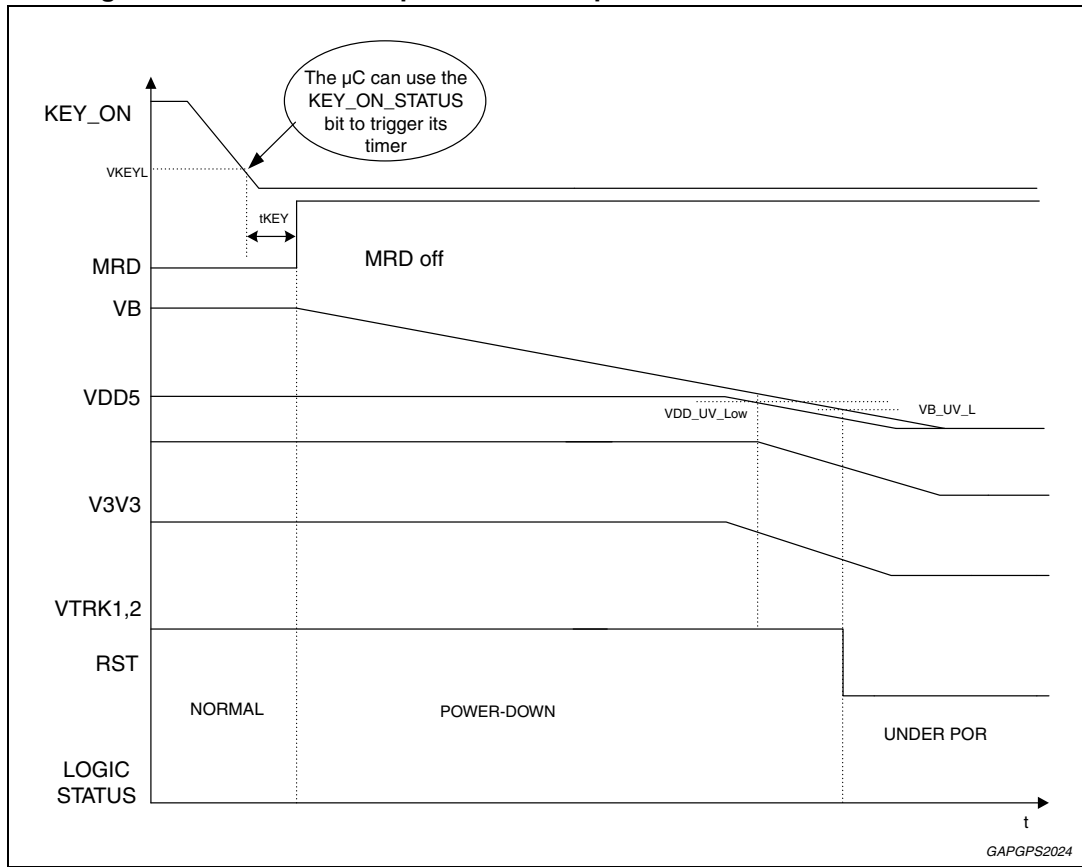 The µC can use the
KEY_ON_STATUS
bit to trigger its
timer
KEY_ON
VKEYL
tKEY
MRD
MRD off
VB
VDD5
VDD_UV_Low
VB_UV_L
V3V3
VTRK1,2
RST
NORMAL
POWER-DOWN
UNDER POR
LOGIC
STATUS
t
GAPGPS2024